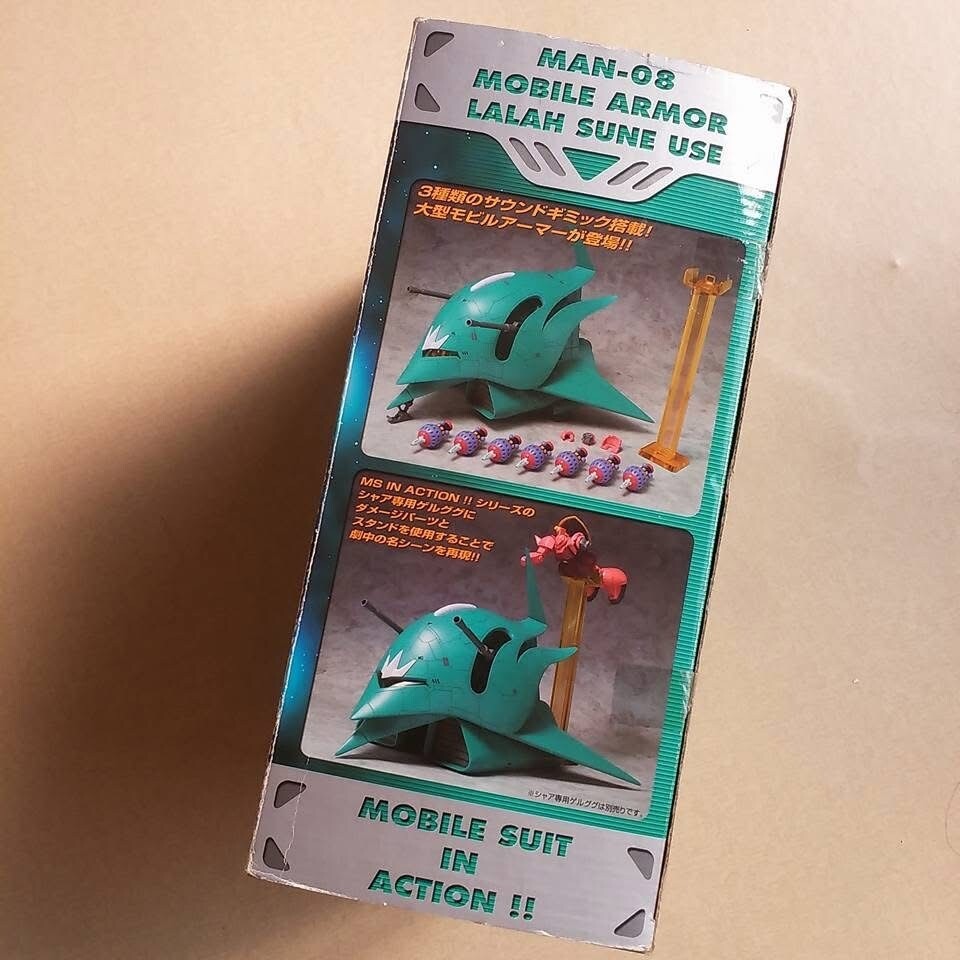 MAN-08
MOBILE ARMOR
LALAH SUNE USE
3種類のサウンドギミック搭載!
大型モビルアーマーが登場!!
MS IN ACTION !! シリーズの
シャア専用ゲルググに
ダメージパーツと
スタンドを使用することで
劇中の名シーンを再現!!
※シャア専用ゲルググは別売りです。
MOBILE SUIT
IN
ACTION !!